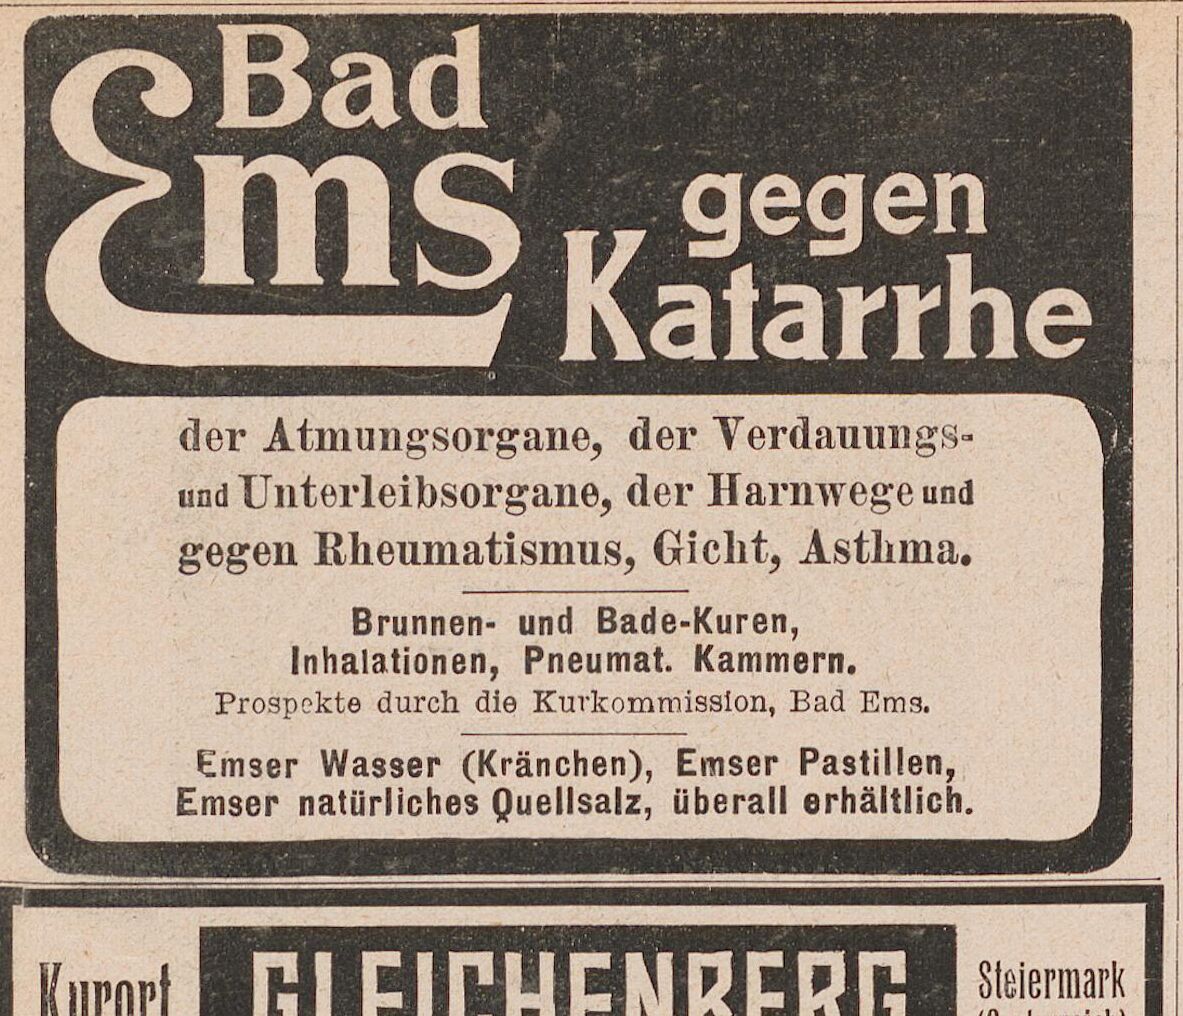 Bad
Ems
gegen
Katarrhe
der Atmungsorgane, der Verdauungs-
und Unterleibsorgane, der Harnwege und
gegen Rheumatismus, Gicht, Asthma.
Brunnen- und Bade-Kuren,
Inhalationen, Pneumat. Kammern.
Prospekte durch die Kurkommission, Bad Ems.
Emser Wasser (Kränchen), Emser Pastillen,
Emser natürliches Quellsalz, überall erhältlich.
Kurort
GLEICHENBERG
Steiermark